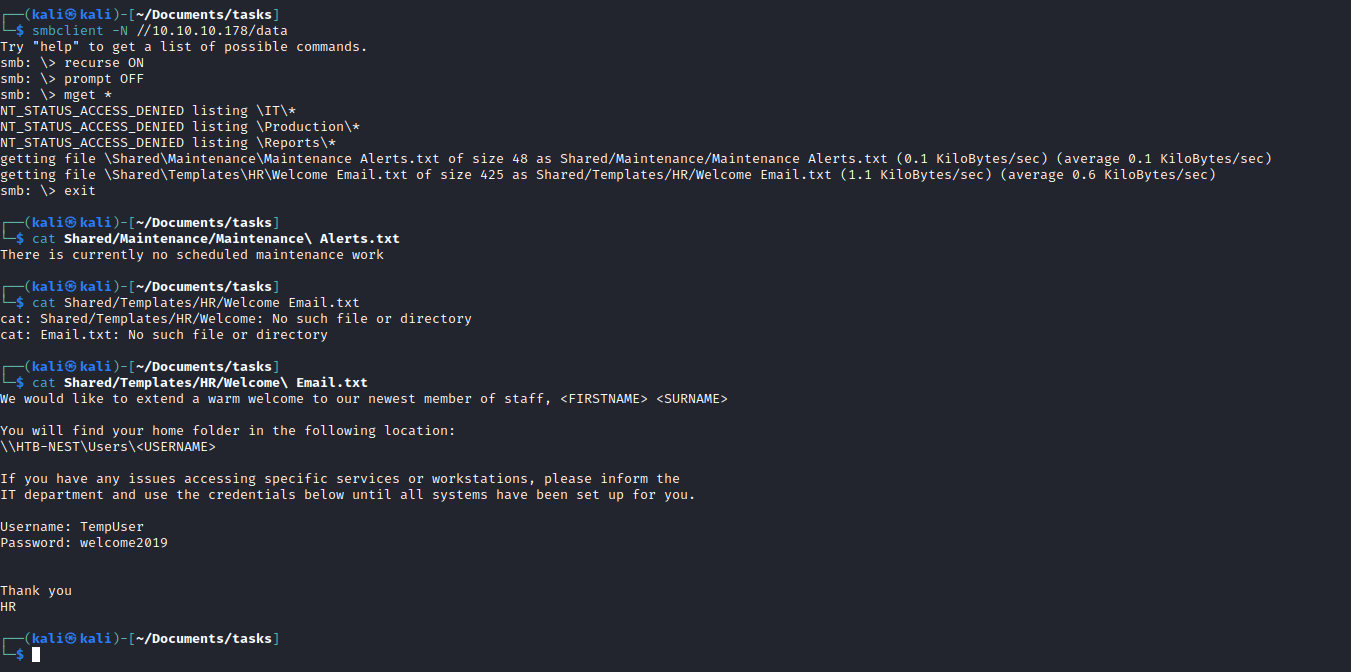 ┌──(kali㉿kali)-[~/Documents/tasks]
└─$ smbclient -N //10.10.10.178/data
Try "help" to get a list of possible commands.
smb: \> recurse ON
smb: \> prompt OFF
smb: \> mget *
NT_STATUS_ACCESS_DENIED listing \IT\*
NT_STATUS_ACCESS_DENIED listing \Production\*
NT_STATUS_ACCESS_DENIED listing \Reports\*
getting file \Shared\Maintenance\Maintenance Alerts.txt of size 48 as Shared/Maintenance/Maintenance Alerts.txt (0.1 KiloBytes/sec) (average 0.1 KiloBytes/sec)
getting file \Shared\Templates\HR\Welcome Email.txt of size 425 as Shared/Templates/HR/Welcome Email.txt (1.1 KiloBytes/sec) (average 0.6 KiloBytes/sec)
smb: \> exit

┌──(kali㉿kali)-[~/Documents/tasks]
└─$ cat Shared/Maintenance/Maintenance\ Alerts.txt
There is currently no scheduled maintenance work

┌──(kali㉿kali)-[~/Documents/tasks]
└─$ cat Shared/Templates/HR/Welcome Email.txt
cat: Shared/Templates/HR/Welcome: No such file or directory
cat: Email.txt: No such file or directory

┌──(kali㉿kali)-[~/Documents/tasks]
└─$ cat Shared/Templates/HR/Welcome\ Email.txt
We would like to extend a warm welcome to our newest member of staff, <FIRSTNAME> <SURNAME>

You will find your home folder in the following location:
\\HTB-NEST\Users\<USERNAME>

If you have any issues accessing specific services or workstations, please inform the
IT department and use the credentials below until all systems have been set up for you.

Username: TempUser
Password: welcome2019


Thank you
HR

┌──(kali㉿kali)-[~/Documents/tasks]
└─$